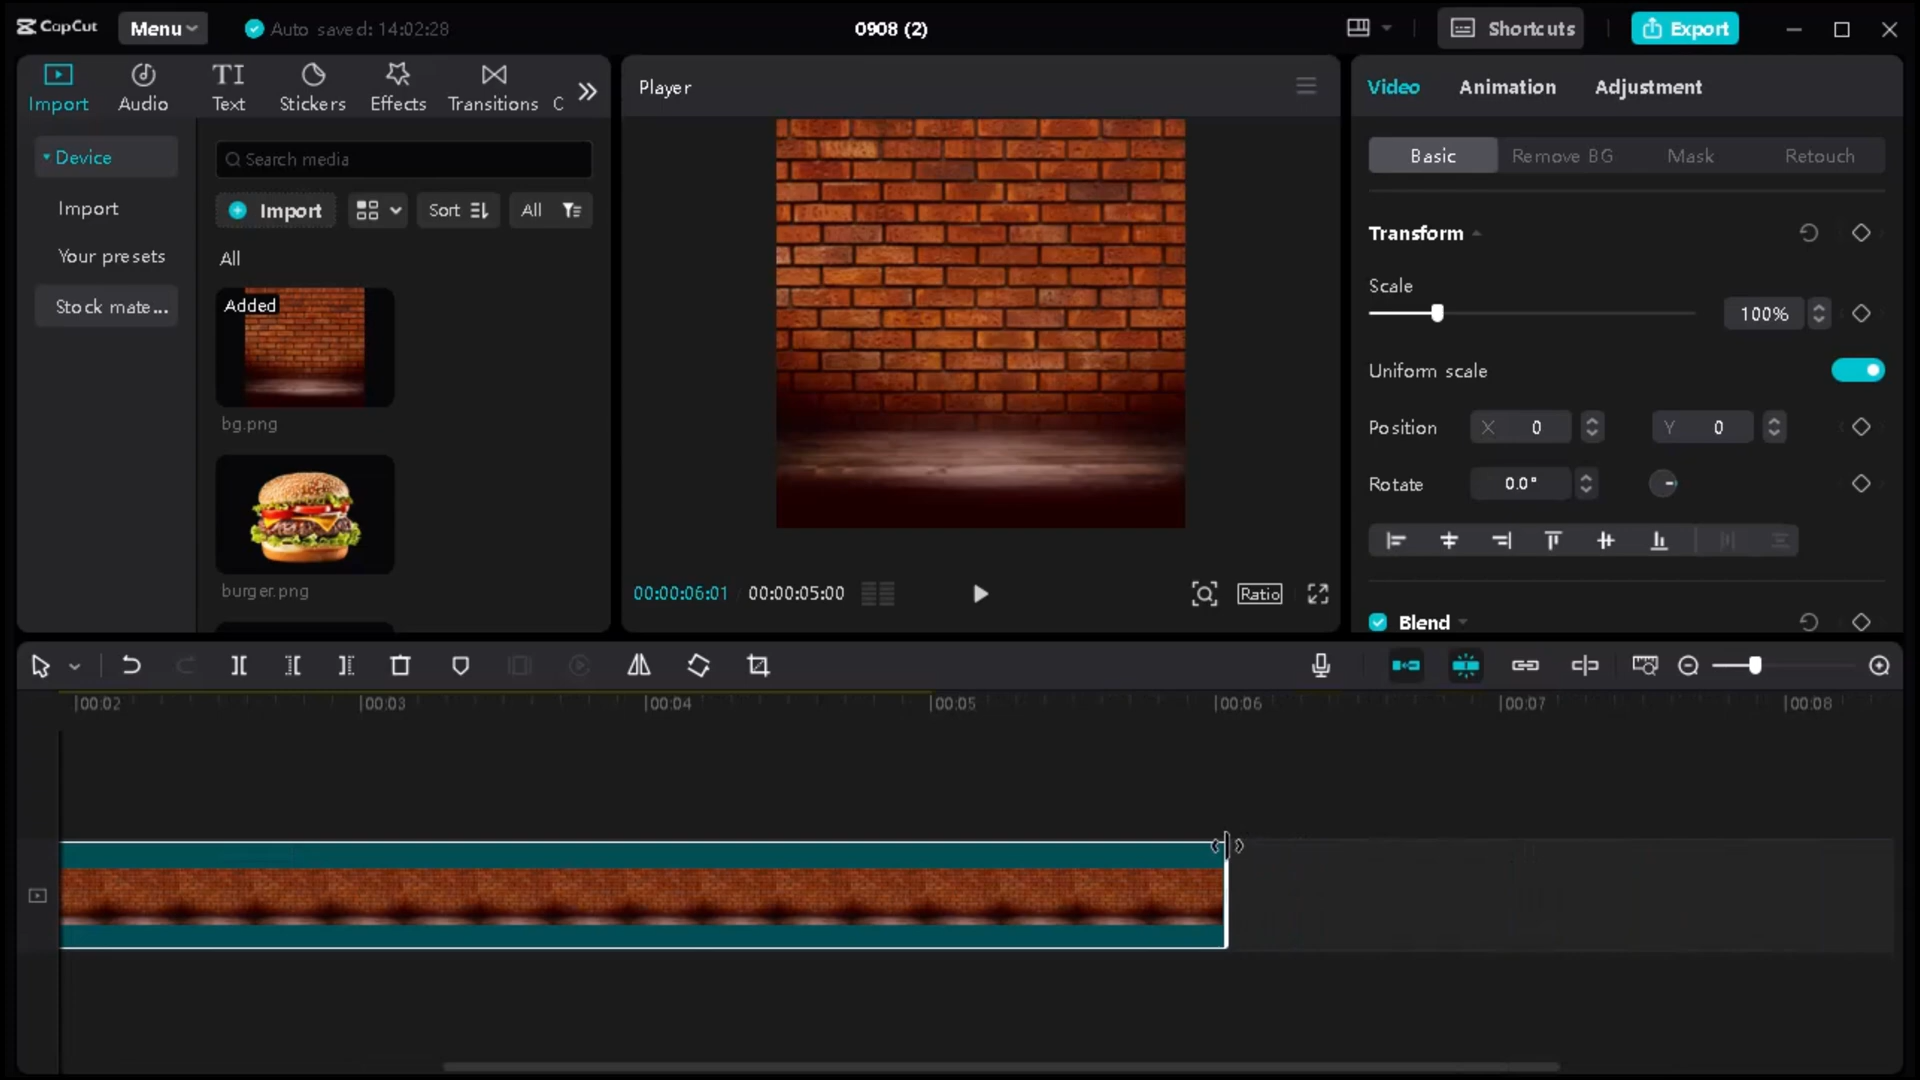 CapCut
Menu
Auto saved: 14:02:28
0908 (2)
Shortcuts
Export
Import
Audio
TI
Text
Stickers
Effects
Transitions
C
Device
Import
Your presets
Stock mate...
Search media
Import
Sort
All
All
Added
bg.png
burger.png
Player
00:00:06:01
00:00:05:00
Ratio
Video
Animation
Adjustment
Basic
Remove BG
Mask
Retouch
Transform
Scale
100%
Uniform scale
Position
X 0
Y 0
Rotate
0.0°
Blend
00:02
00:03
00:04
00:05
00:06
00:07
00:08